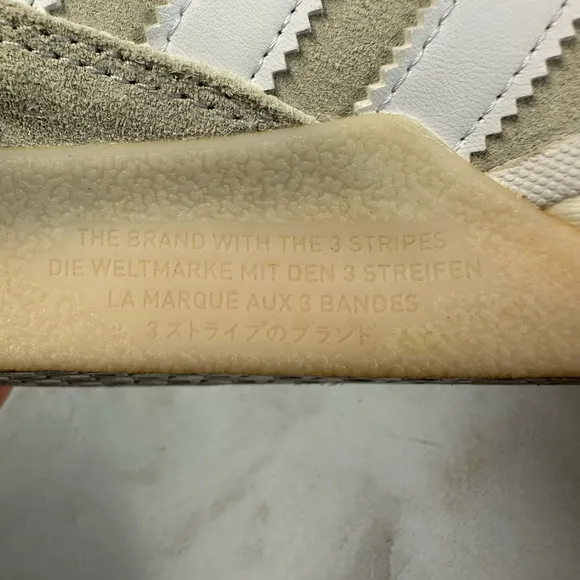 THE BRAND WITH THE 3 STRIPES
DIE WELTMARKE MIT DEN 3 STREIFEN
LA MARQUE AUX 3 BANDES
3 ストライプのブランド